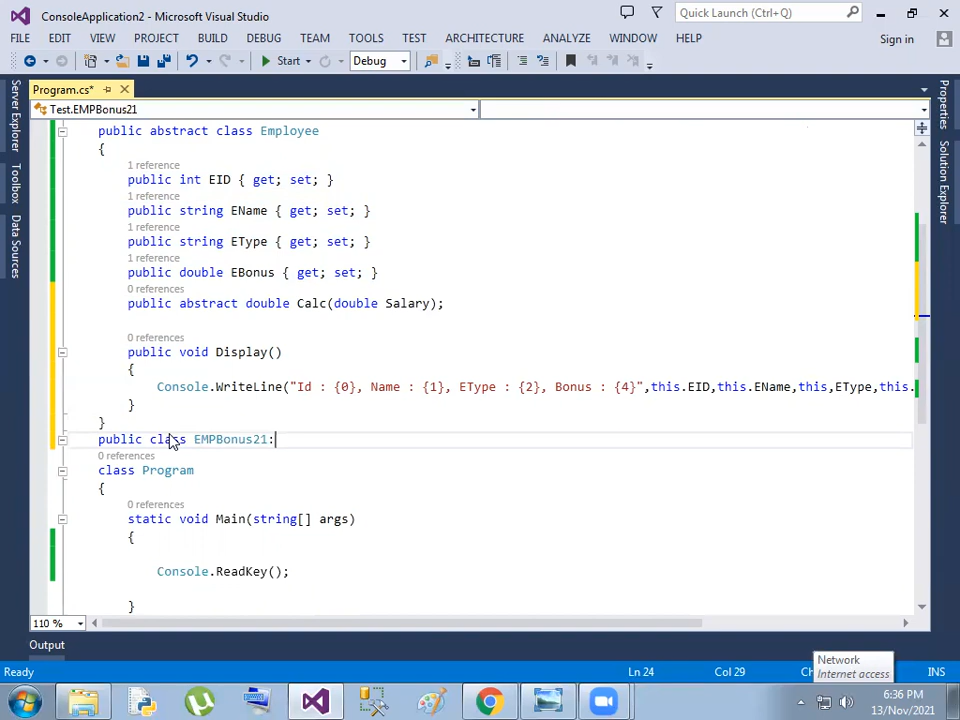 ConsoleApplication2 - Microsoft Visual Studio
Quick Launch (Ctrl+Q)
FILE EDIT VIEW PROJECT BUILD DEBUG TEAM TOOLS TEST ARCHITECTURE ANALYZE WINDOW HELP Sign in
Start Debug
Program.cs*
Test.EMPBonus21
Server Explorer
Toolbox
Data Sources
Properties
Solution Explorer
public abstract class Employee
{
1 reference
public int EID { get; set; }
1 reference
public string EName { get; set; }
1 reference
public string EType { get; set; }
1 reference
public double EBonus { get; set; }
0 references
public abstract double Calc(double Salary);
0 references
public void Display()
{
Console.WriteLine("Id : {0}, Name : {1}, EType : {2}, Bonus : {4}",this.EID,this.EName,this,EType,this.
}
}
public class EMPBonus21:
0 references
class Program
{
0 references
static void Main(string[] args)
{
Console.ReadKey();
}
110 %
Output
Ready Ln 24 Col 29 INS
Network
Internet access
6:36 PM
13/Nov/2021